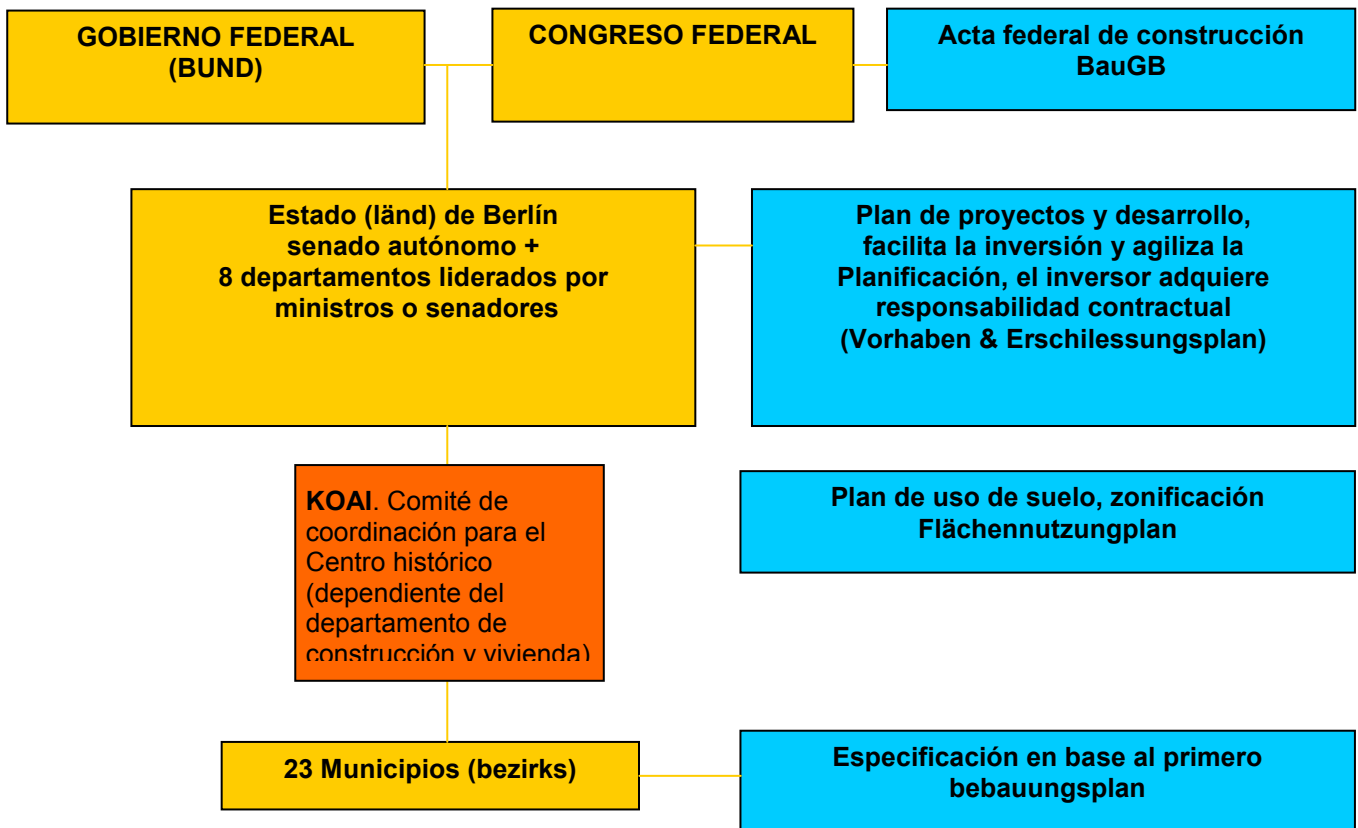 GOBIERNO FEDERAL
(BUND)
CONGRESO FEDERAL
Acta federal de construcción
BauGB
Estado (länd) de Berlín
senado autónomo +
8 departamentos liderados por
ministros o senadores
Plan de proyectos y desarrollo,
facilita la inversión y agiliza la
Planificación, el inversor adquiere
responsabilidad contractual
(Vorhaben & Erschilessungsplan)
KOAI. Comité de
coordinación para el
Centro histórico
(dependiente del
departamento de
construcción y vivienda)
Plan de uso de suelo, zonificación
Flächennutzungplan
23 Municipios (bezirks)
Especificación en base al primero
bebauungsplan